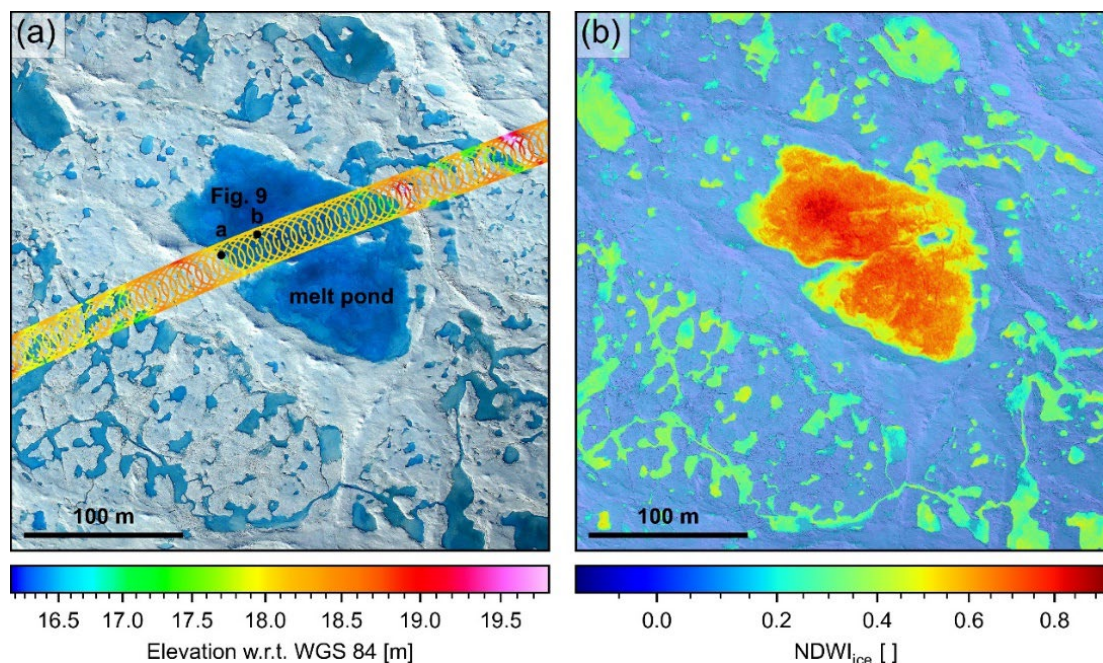 (a)
Fig. 9
b
a
melt pond
100 m
16.5 17.0 17.5 18.0 18.5 19.0 19.5
Elevation w.r.t. WGS 84 [m]
(b)
100 m
0.0 0.2 0.4 0.6 0.8
NDWIice [ ]